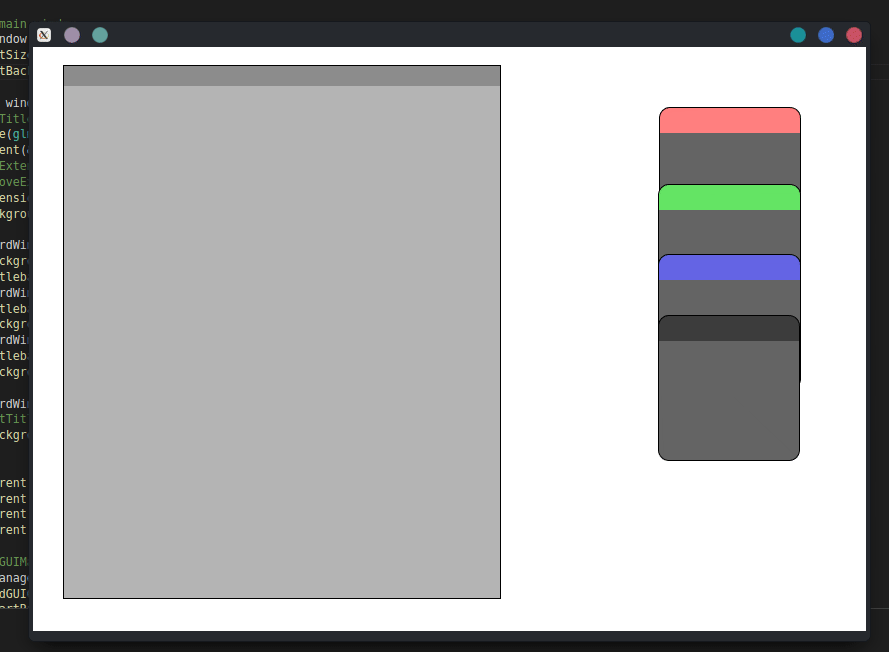 main
ndow
tSiz
tBac
wind
Titl
e(gl
ent(
Exte
oveE
ensi
kgro
rdWi
ckgr
tleb
rdWi
tleb
ckgr
rdWi
tleb
ckgr
rdWi
tTit
ckgr
rent
rent
rent
rent
GUIM
anag
dGUI